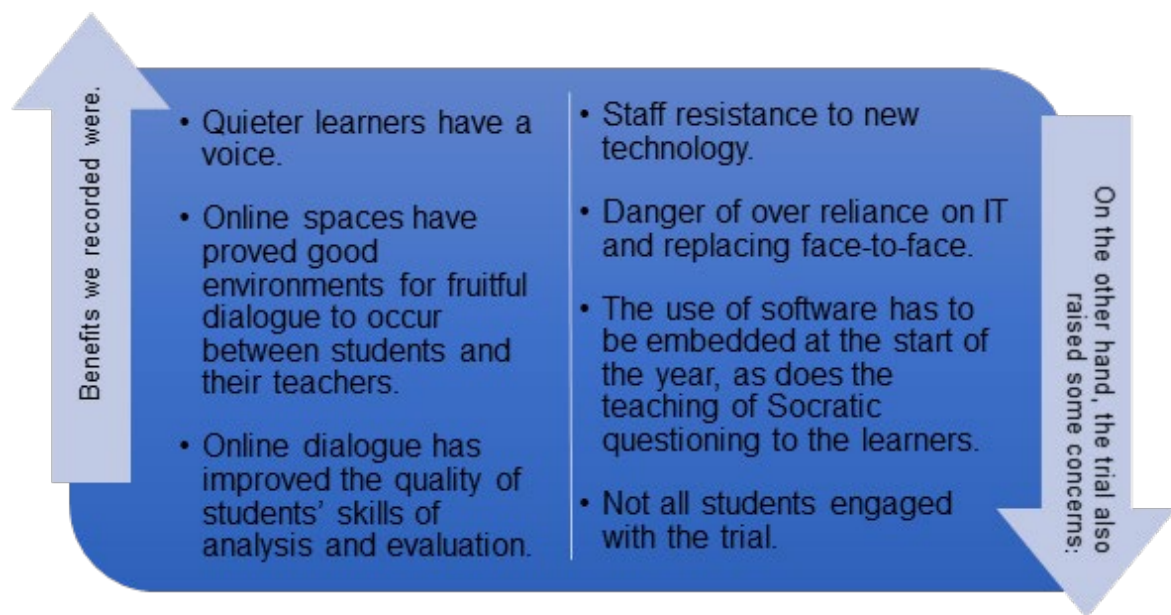 Benefits we recorded were.
• Quieter learners have a
voice.
• Online spaces have
proved good
environments for fruitful
dialogue to occur
between students and
their teachers.
• Online dialogue has
improved the quality of
students’ skills of
analysis and evaluation.
• Staff resistance to new
technology.
• Danger of over reliance on IT
and replacing face-to-face.
• The use of software has to
be embedded at the start of
the year, as does the
teaching of Socratic
questioning to the learners.
• Not all students engaged
with the trial.
On the other hand, the trial also
raised some concerns: